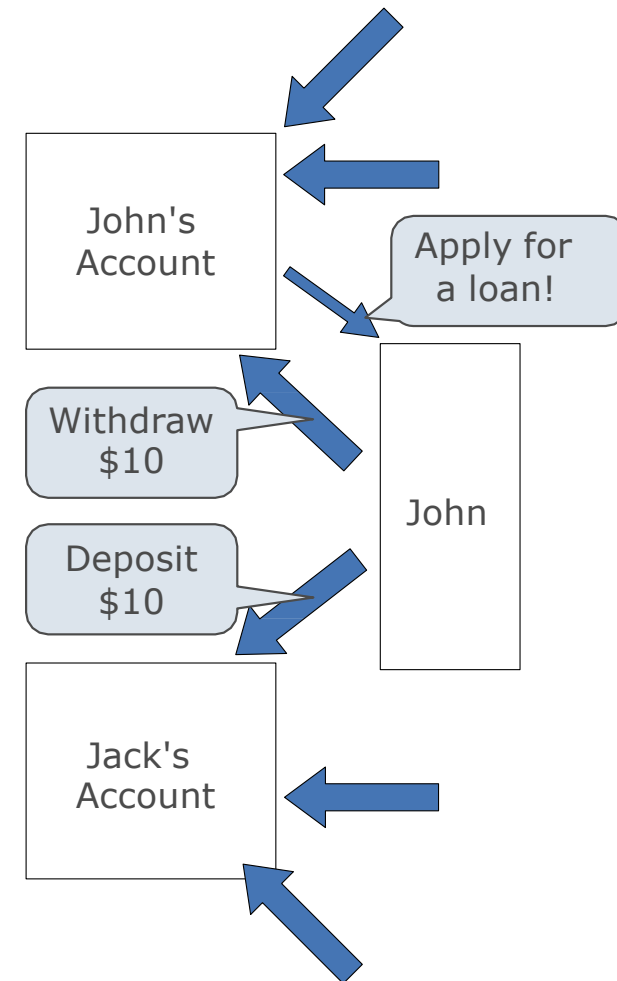 John's
Account
Apply for
a loan!
Withdraw
$10
John
Deposit
$10
Jack's
Account